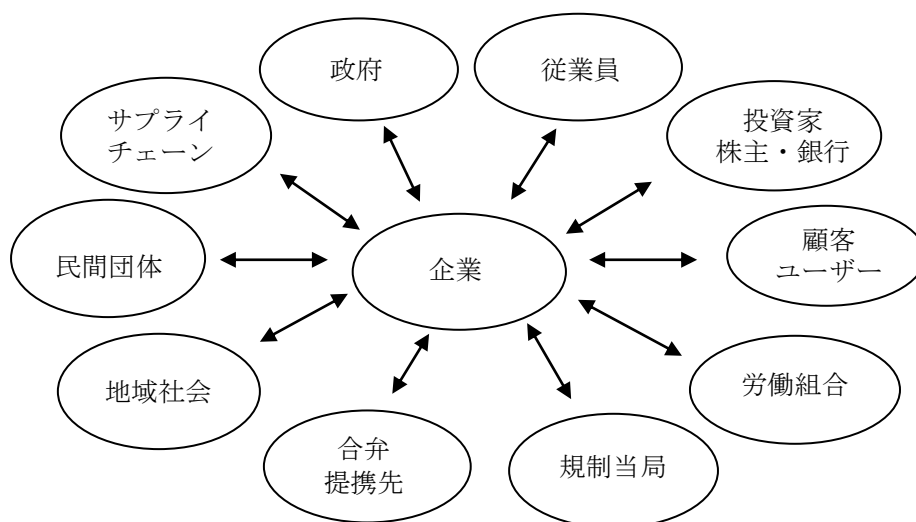 政府
従業員
サプライ
チェーン
投資家
株主・銀行
民間団体
企業
顧客
ユーザー
地域社会
労働組合
合弁
提携先
規制当局